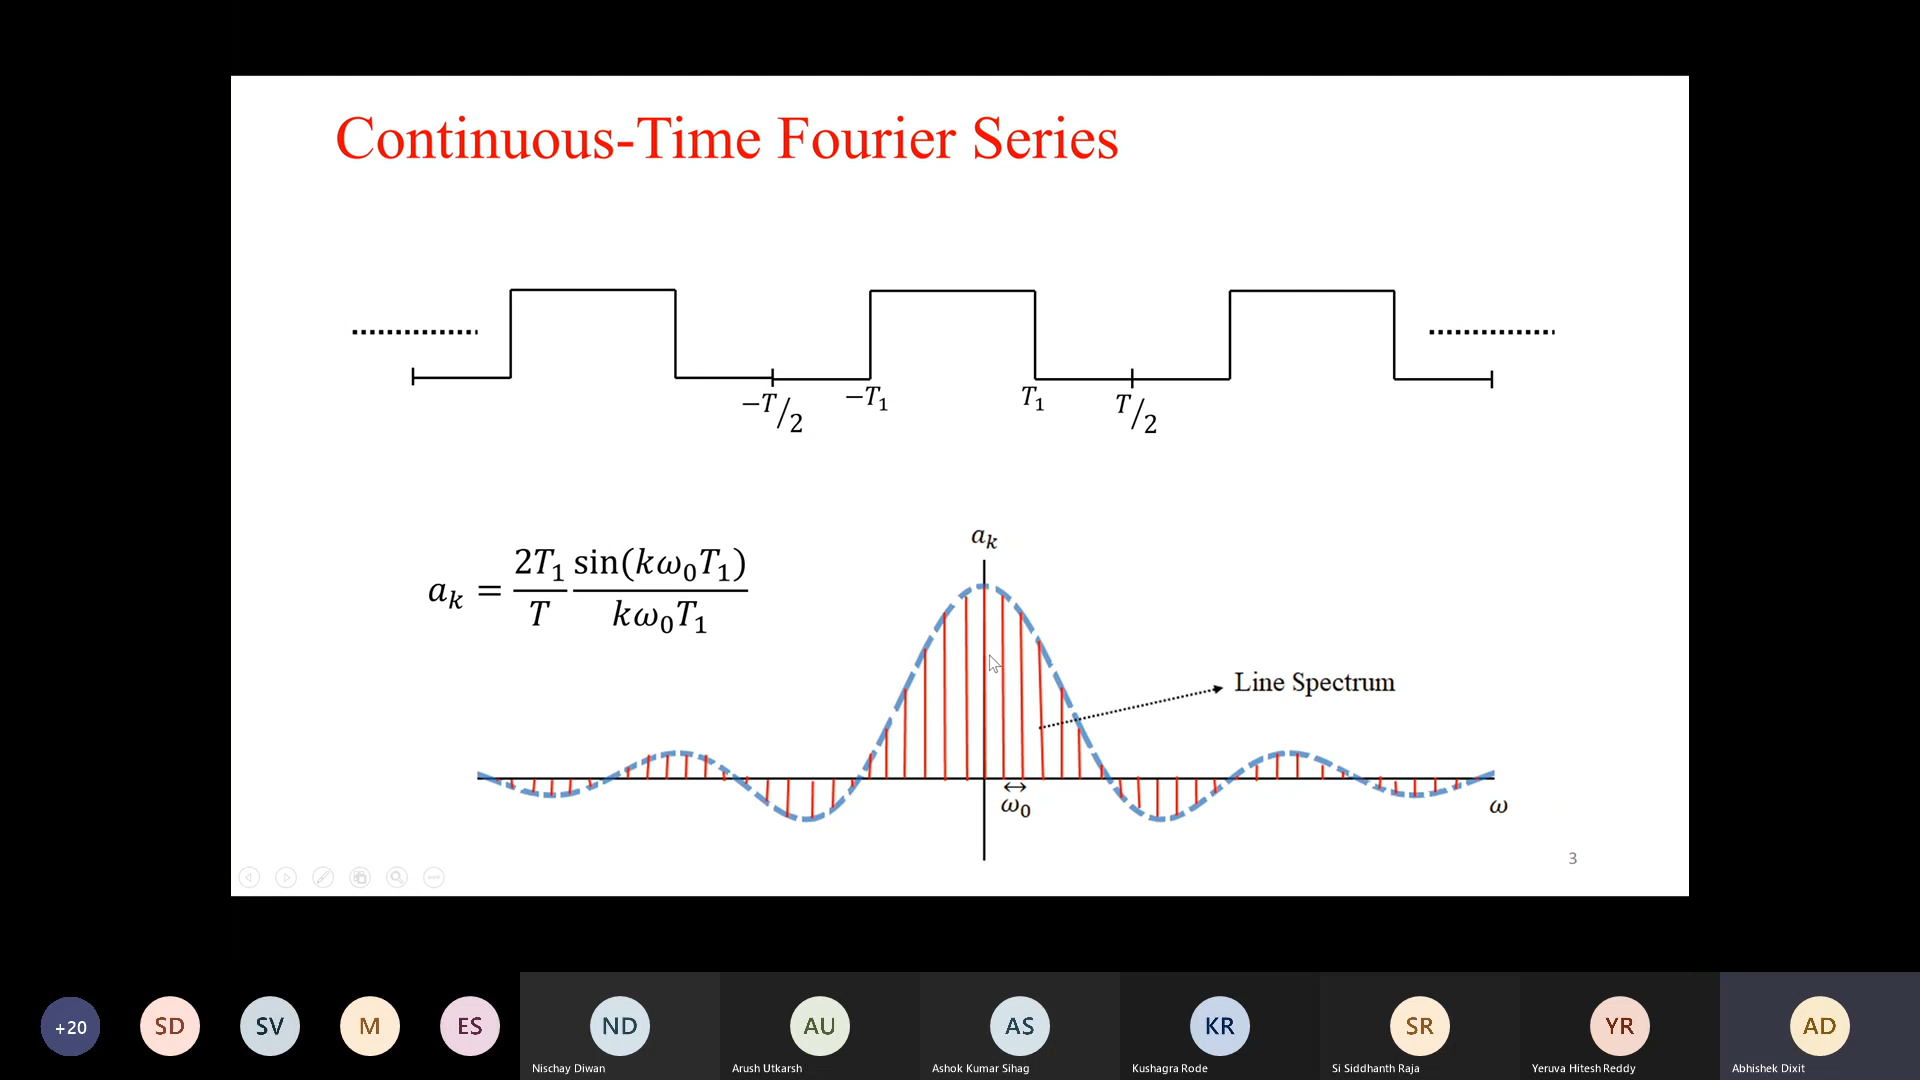 Continuous-Time Fourier Series
−T/2 −T₁ T₁ T/2
aₖ
aₖ = 2T₁/T sin(kω₀T₁)/kω₀T₁
Line Spectrum
ω₀
ω
3
+20 SD SV M ES ND AU AS KR SR YR AD
Nischay Diwan Arush Utkarsh Ashok Kumar Sihag Kushagra Rode Si Siddhanth Raja Yeruva Hitesh Reddy Abhishek Dixit